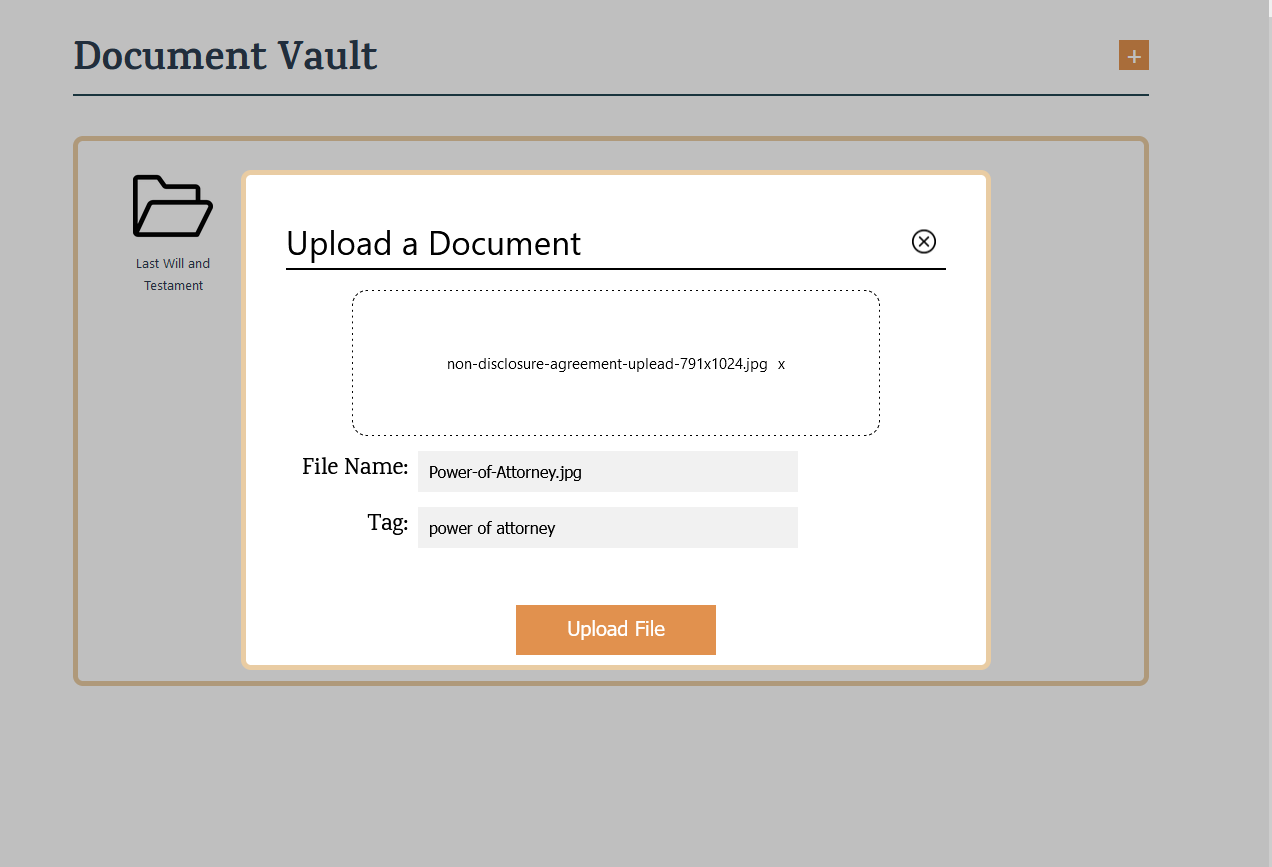 Document Vault
+
Last Will and
Testament
Upload a Document
non-disclosure-agreement-uplead-791x1024.jpg x
File Name: Power-of-Attorney.jpg
Tag: power of attorney
Upload File